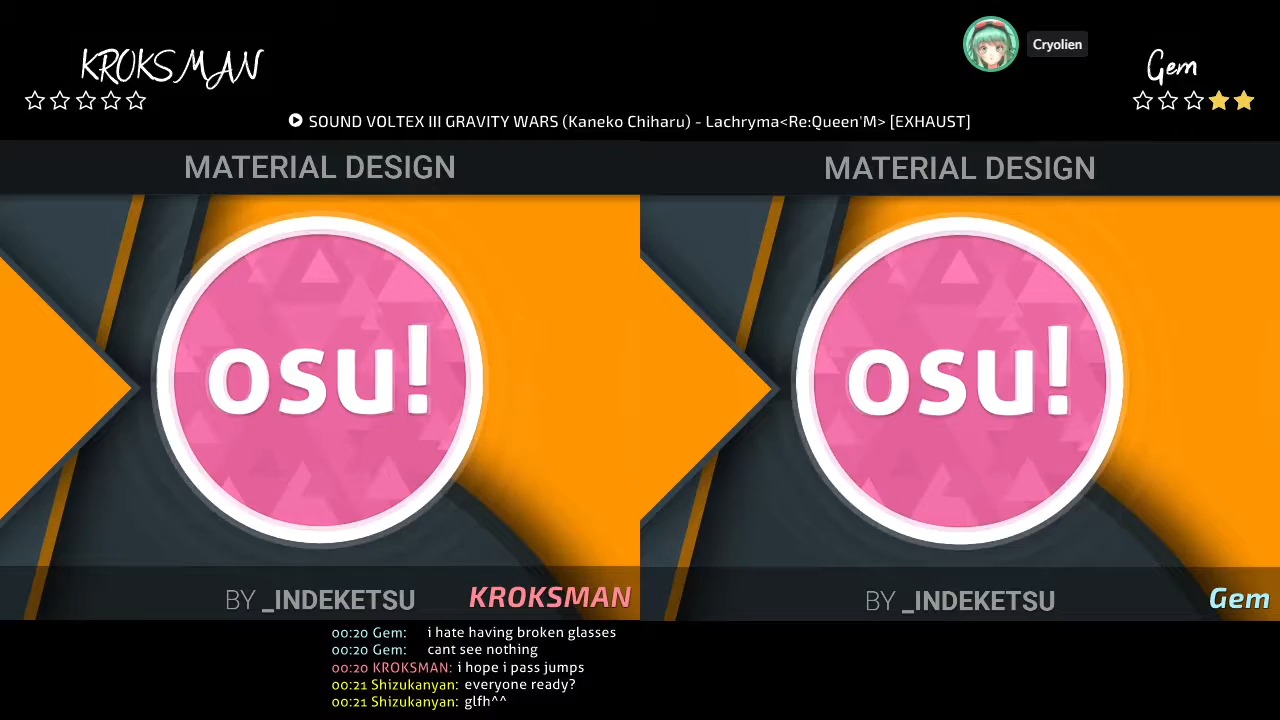 KROKSMAN
Cryolien
Gem
SOUND VOLTEX III GRAVITY WARS (Kaneko Chiharu) - Lachryma<Re:Queen'M> [EXHAUST]
MATERIAL DESIGN
MATERIAL DESIGN
osu!
osu!
BY _INDEKETSU
KROKSMAN
BY _INDEKETSU
Gem
00:20 Gem: i hate having broken glasses
00:20 Gem: cant see nothing
00:20 KROKSMAN: i hope i pass jumps
00:21 Shizukanyan: everyone ready?
00:21 Shizukanyan: glfh^^